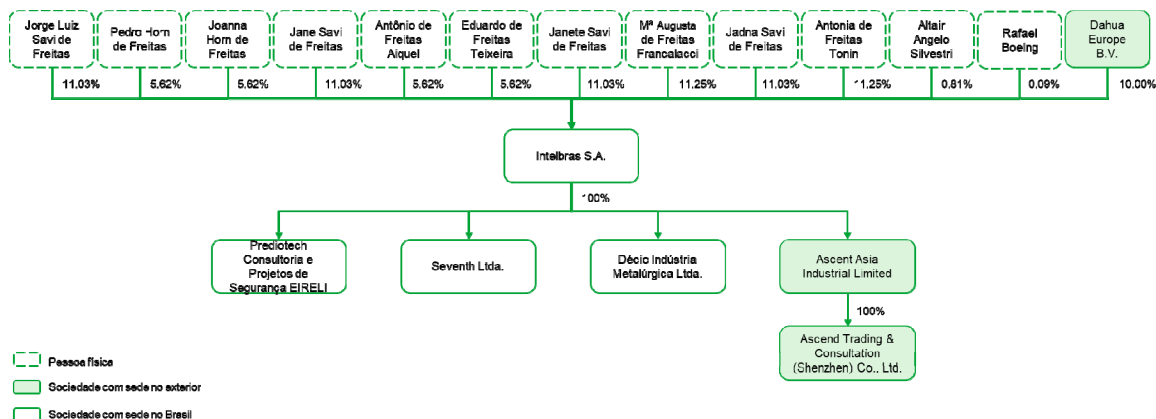 Jorge Luiz
Savi de
Freitas
Pedro Horn
de Freitas
Joanna
Horn de
Freitas
Jane Savi
de Freitas
Antônio de
Freitas
Aiquel
Eduardo de
Freitas
Teixeira
Janete Savi
de Freitas
Mª Augusta
de Freitas
Francalacci
Jadna Savi
de Freitas
Antonia de
Freitas
Tonin
Altair
Angelo
Silvestri
Rafael
Boeing
Dahua
Europe
B.V.
11.03% 5.62% 5.62% 11.03% 5.62% 5.62% 11.03% 11.25% 11.03% 11.25% 0.81% 0.09% 10.00%
Intelbras S.A.
100%
Prediotech
Consultoria e
Projetos de
Segurança EIRELI
Seventh Ltda.
Décio Indústria
Metalúrgica Ltda.
Ascent Asia
Industrial Limited
100%
Ascend Trading &
Consultation
(Shenzhen) Co.. Ltd.
Pessoa física
Sociedade com sede no exterior
Sociedade com sede no Brasil